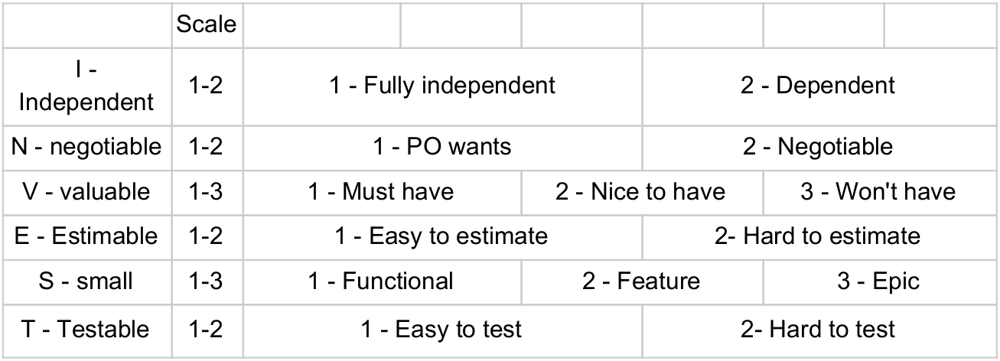 Scale
I -
Independent
1-2
1 - Fully independent
2 - Dependent
N - negotiable
1-2
1 - PO wants
2 - Negotiable
V - valuable
1-3
1 - Must have
2 - Nice to have
3 - Won't have
E - Estimable
1-2
1 - Easy to estimate
2- Hard to estimate
S - small
1-3
1 - Functional
2 - Feature
3 - Epic
T - Testable
1-2
1 - Easy to test
2- Hard to test